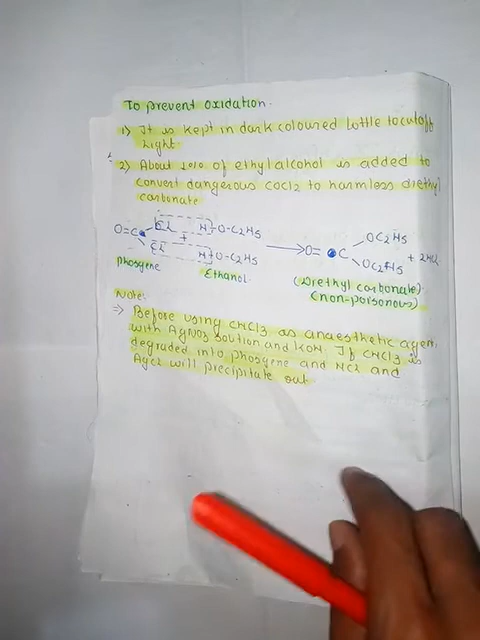 To prevent oxidation.
1) It is kept in dark coloured bottle to cutoff
light.
2) About 1% of ethyl alcohol is added to
convert dangerous COCl2 to harmless diethyl
carbonate
O=C Cl H-O-C2H5 → O= C OC2H5 + 2HCl
+
Cl H-O-C2H5 OC2H5
Phosgene Ethanol (Diethyl carbonate)
(non-poisonous)
Note:
⇒ Before using CHCl3 as anaesthetic agent
with AgNO3 solution and KOH. If CHCl3 is
degraded into phosgene and HCl and
AgCl will precipitate out